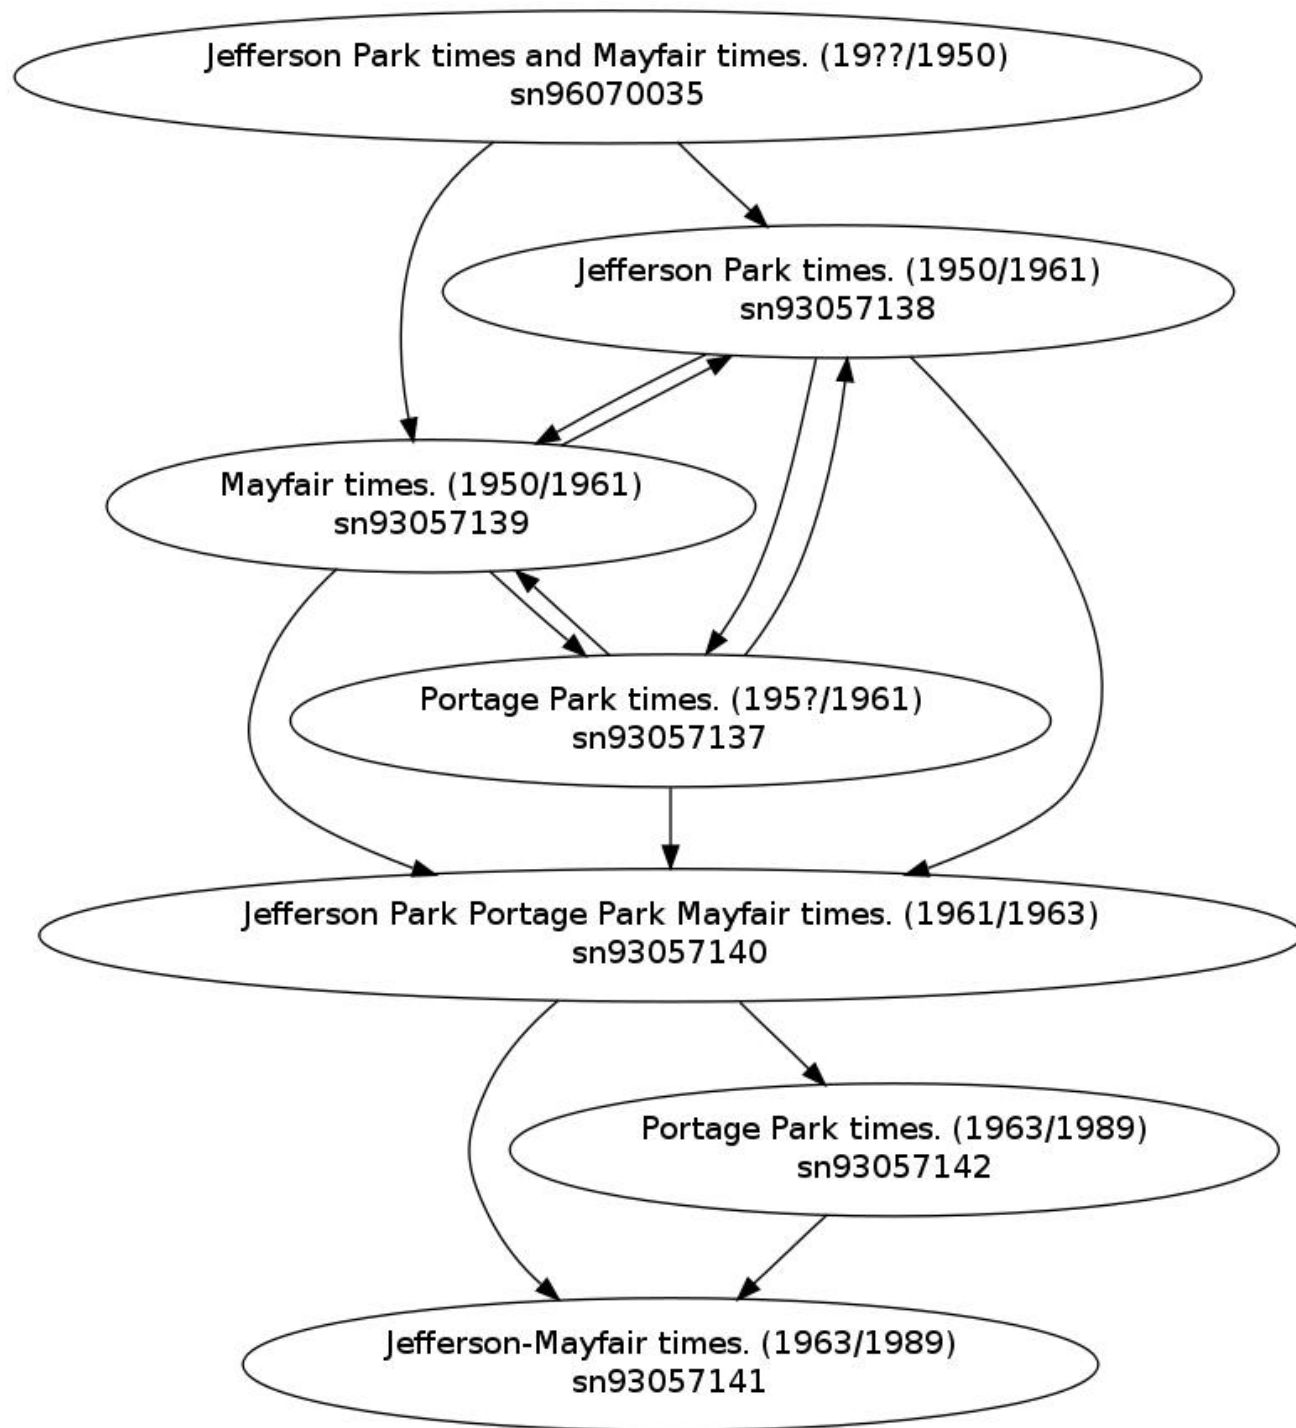 Jefferson Park times and Mayfair times. (19??/1950)
sn96070035
Jefferson Park times. (1950/1961)
sn93057138
Mayfair times. (1950/1961)
sn93057139
Portage Park times. (195?/1961)
sn93057137
Jefferson Park Portage Park Mayfair times. (1961/1963)
sn93057140
Portage Park times. (1963/1989)
sn93057142
Jefferson-Mayfair times. (1963/1989)
sn93057141